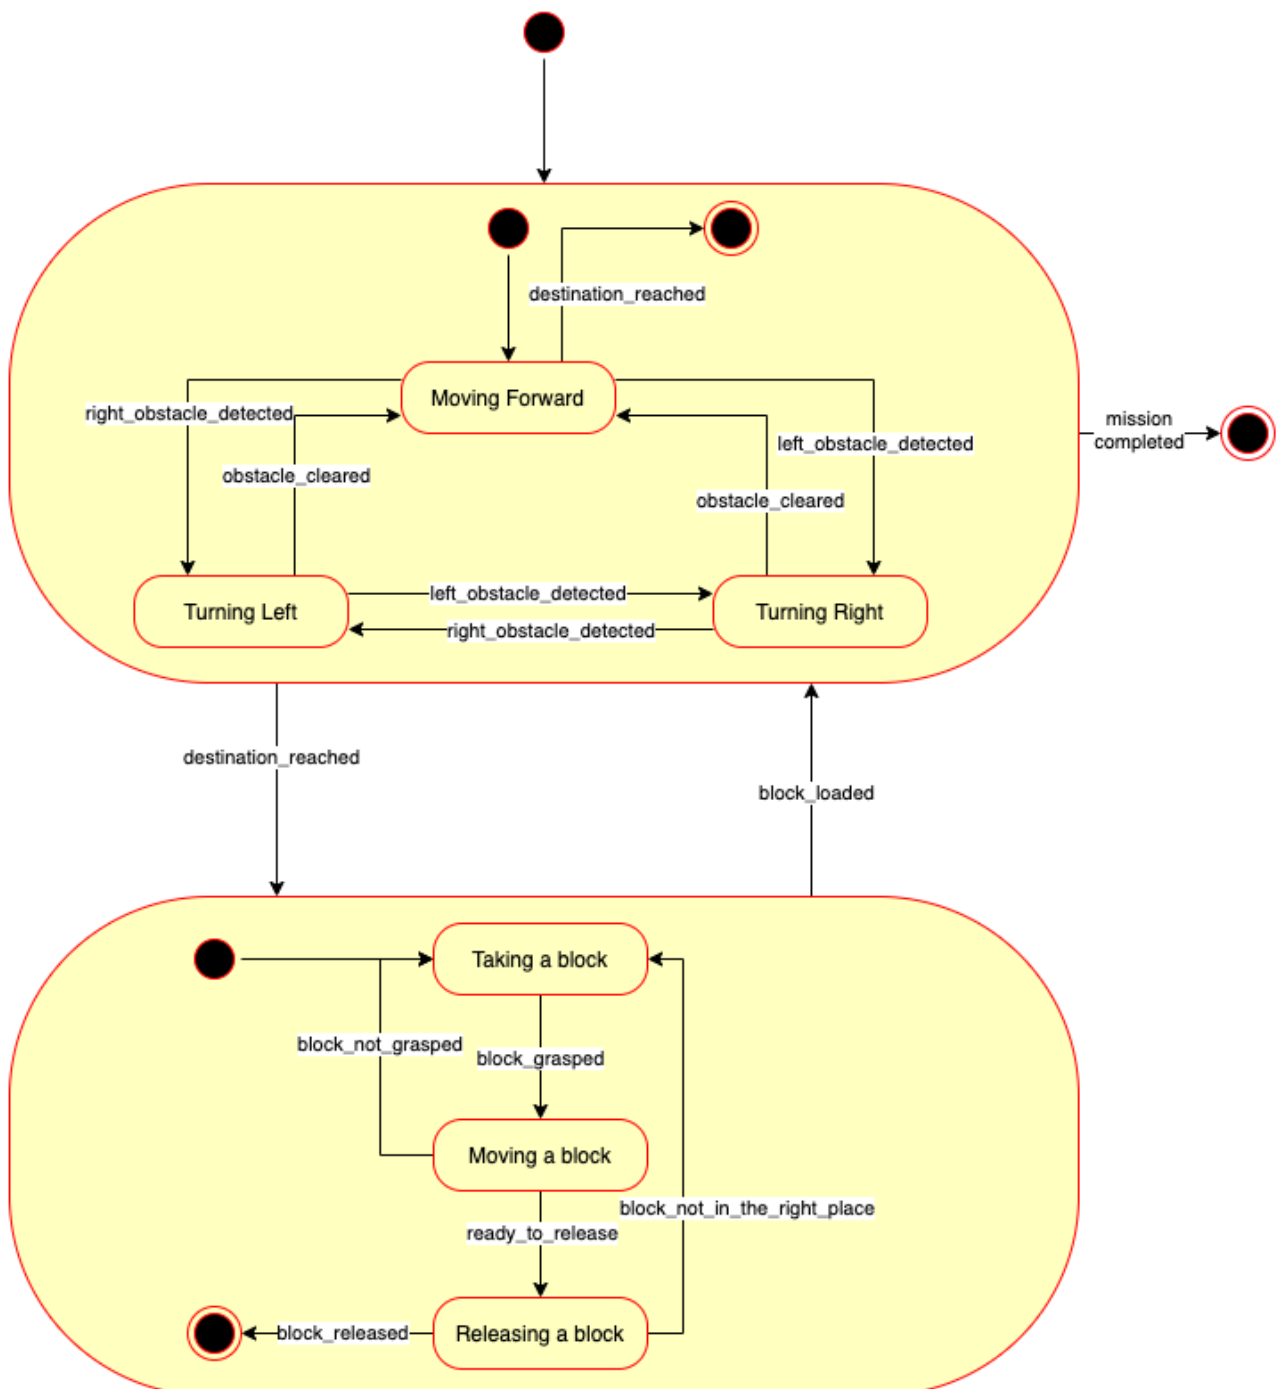 destination_reached
Moving Forward
right_obstacle_detected
left_obstacle_detected
obstacle_cleared
obstacle_cleared
mission
completed
left_obstacle_detected
Turning Left
Turning Right
right_obstacle_detected
destination_reached
block_loaded
Taking a block
block_not_grasped
block_grasped
Moving a block
block_not_in_the_right_place
ready_to_release
block_released
Releasing a block